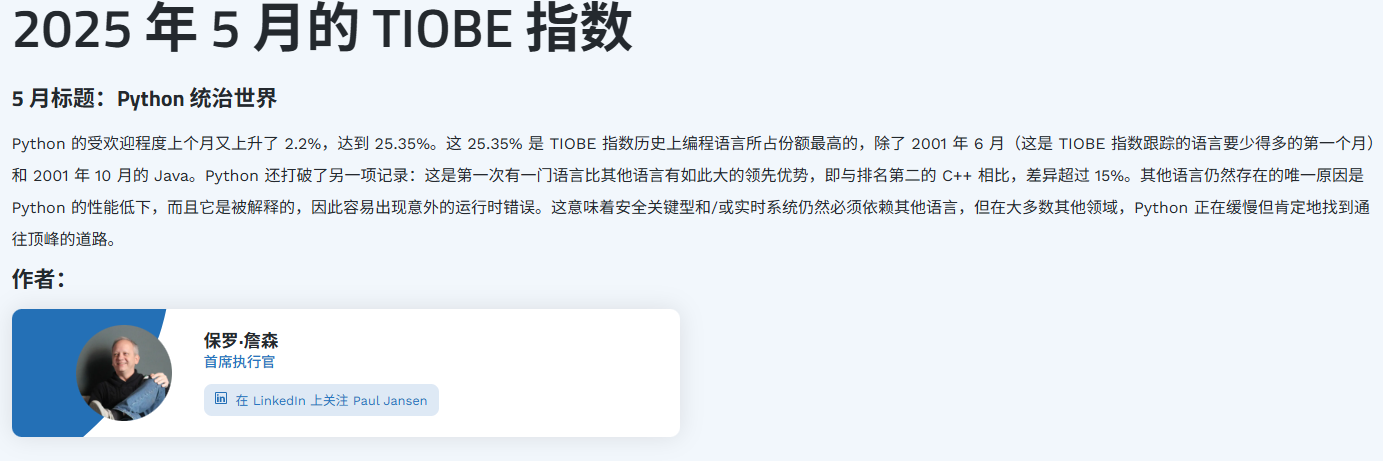 2025 年 5 月的 TIOBE 指数
5 月标题：Python 统治世界
Python 的受欢迎程度上个月又上升了 2.2%，达到 25.35%。这 25.35% 是 TIOBE 指数历史上编程语言所占份额最高的，除了 2001 年 6 月（这是 TIOBE 指数跟踪的语言要少得多的第一个月）
和 2001 年 10 月的 Java。Python 还打破了另一项记录：这是第一次有一门语言比其他语言有如此大的领先优势，即与排名第二的 C++ 相比，差异超过 15%。其他语言仍然存在的唯一原因是
Python 的性能低下，而且它是被解释的，因此容易出现意外的运行时错误。这意味着安全关键型和/或实时系统仍然必须依赖其他语言，但在大多数其他领域，Python 正在缓慢但肯定地找到通
往顶峰的道路。
作者：
保罗·詹森
首席执行官
in 在 LinkedIn 上关注 Paul Jansen